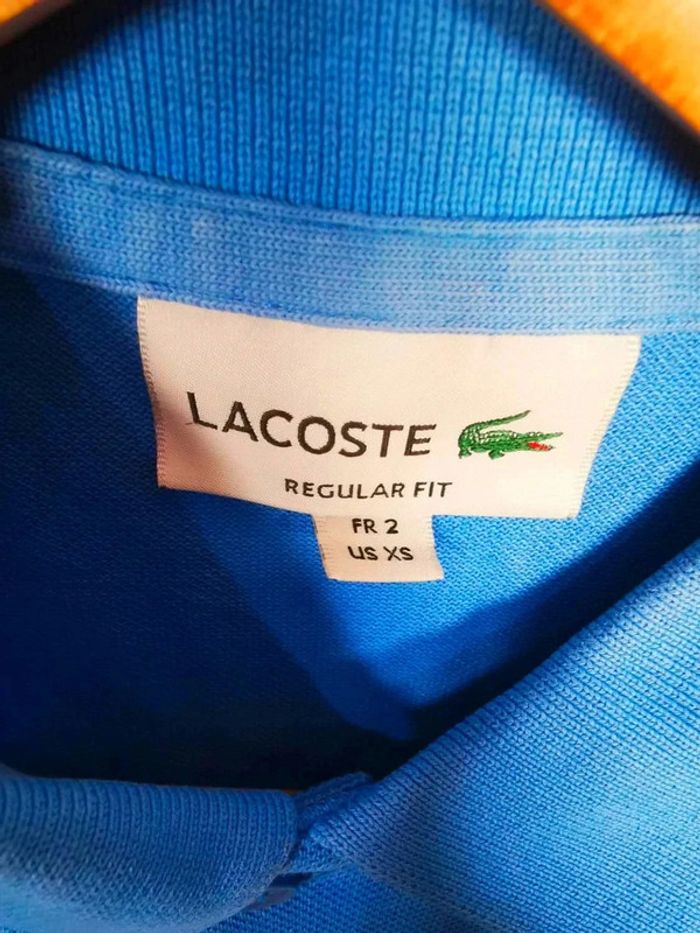 LACOSTE
REGULAR FIT
FR 2
US XS